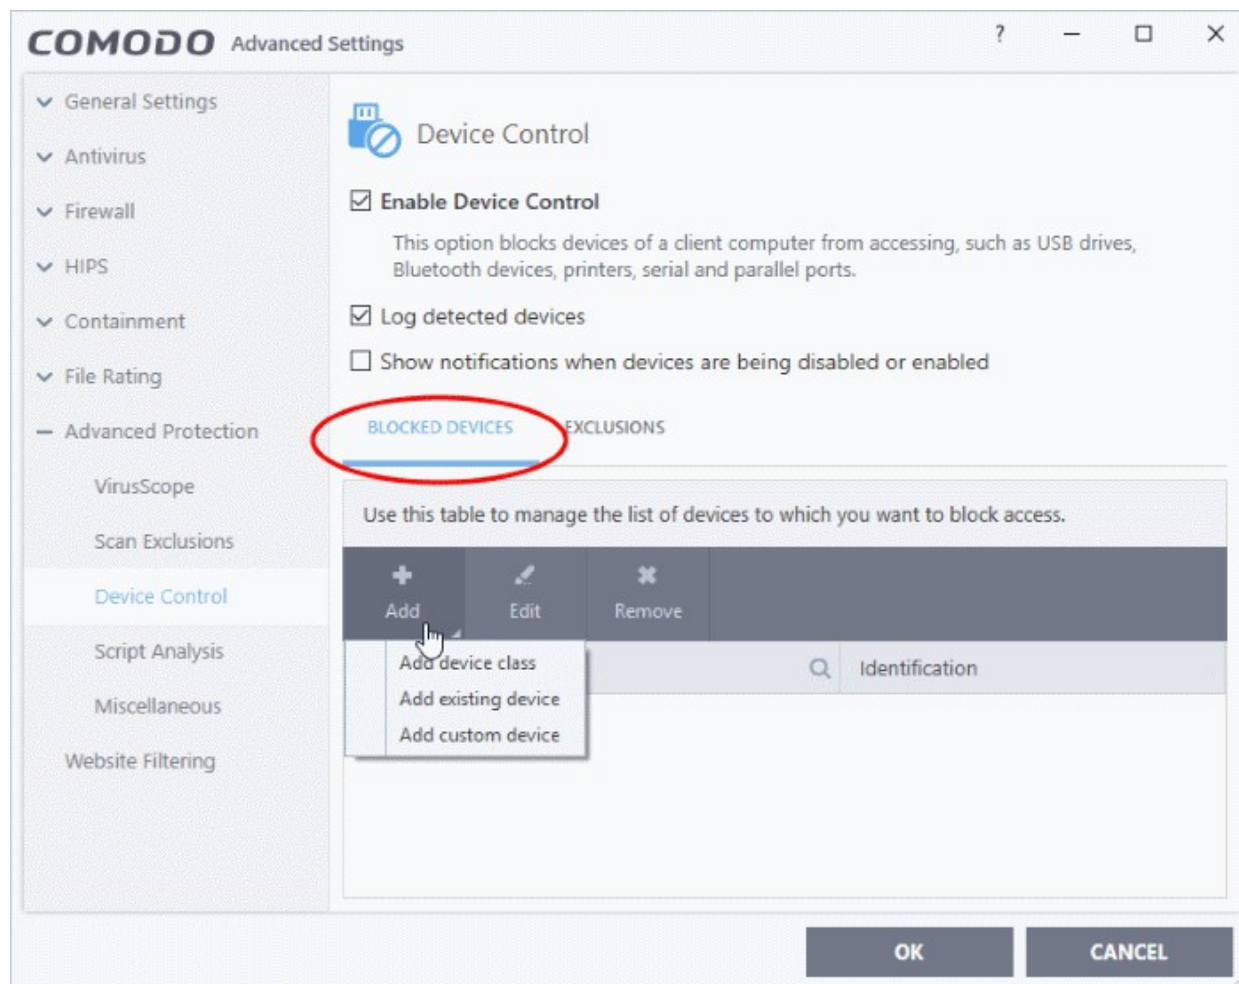 COMODO Advanced Settings ?
General Settings
Antivirus
Firewall
HIPS
Containment
File Rating
Advanced Protection
VirusScope
Scan Exclusions
Device Control
Script Analysis
Miscellaneous
Website Filtering
Device Control
Enable Device Control
This option blocks devices of a client computer from accessing, such as USB drives,
Bluetooth devices, printers, serial and parallel ports.
Log detected devices
Show notifications when devices are being disabled or enabled
BLOCKED DEVICES EXCLUSIONS
Use this table to manage the list of devices to which you want to block access.
Add Edit Remove
Identification
Add device class
Add existing device
Add custom device
OK CANCEL